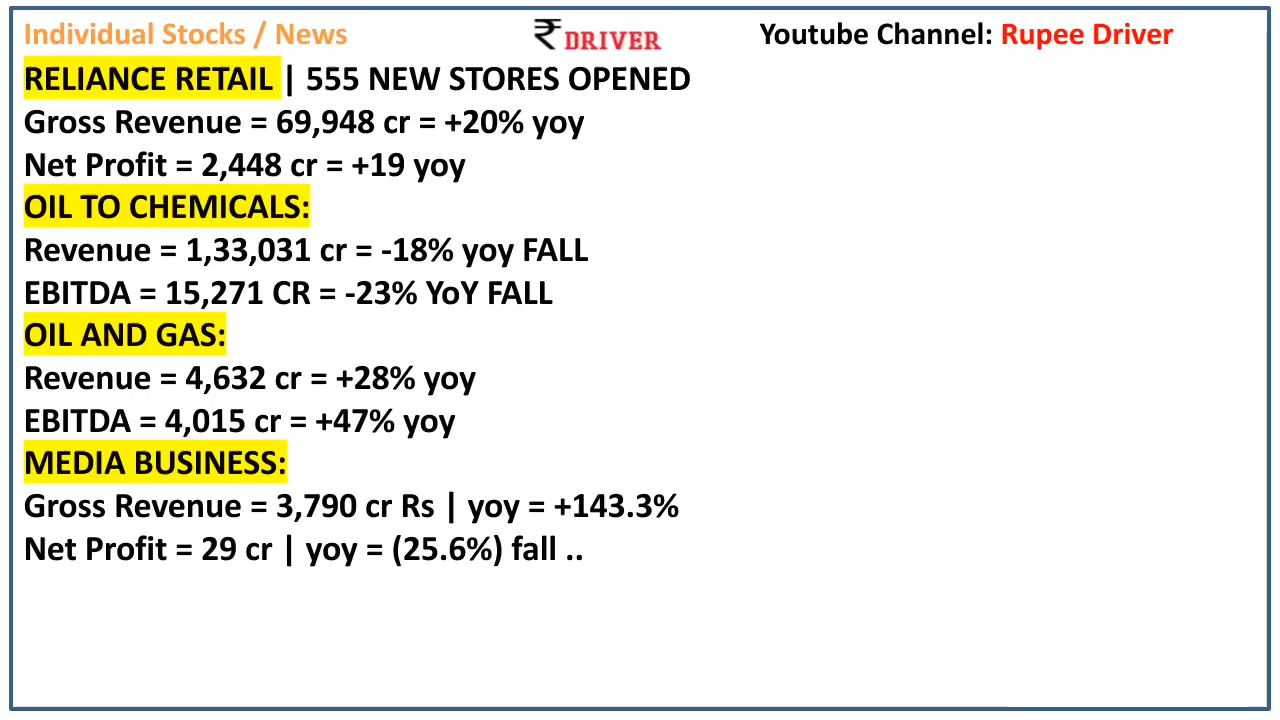 Individual Stocks / News
₹ DRIVER
Youtube Channel: Rupee Driver
RELIANCE RETAIL | 555 NEW STORES OPENED
Gross Revenue = 69,948 cr = +20% yoy
Net Profit = 2,448 cr = +19 yoy
OIL TO CHEMICALS:
Revenue = 1,33,031 cr = -18% yoy FALL
EBITDA = 15,271 CR = -23% YoY FALL
OIL AND GAS:
Revenue = 4,632 cr = +28% yoy
EBITDA = 4,015 cr = +47% yoy
MEDIA BUSINESS:
Gross Revenue = 3,790 cr Rs | yoy = +143.3%
Net Profit = 29 cr | yoy = (25.6%) fall ..